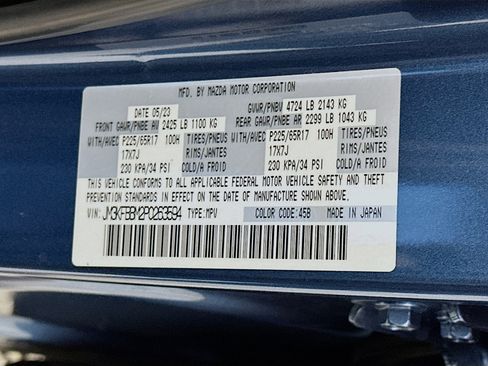 MFD. BY MAZDA MOTOR CORPORATION
DATE 05/23 GVWR/PNBV 4724 LB 2143 KG
FRONT GAWR/PNBE AV 2425 LB 1100 KG REAR GAWR/PNBE AR 2299 LB 1043 KG
WITH/AVEC P225/65R17 100H TIRES/PNEUS WITH/AVEC P225/65R17 100H TIRES/PNEUS
17X7J RIMS/JANTES 17X7J RIMS/JANTES
230 KPA/34 PSI COLD/A FROID 230 KPA/34 PSI COLD/A FROID
THIS VEHICLE CONFORMS TO ALL APPLICABLE FEDERAL MOTOR VEHICLE SAFETY AND THEFT
PREVENTION STANDARDS IN EFFECT ON THE DATE OF MANUFACTURE SHOWN ABOVE.
VIN: JM3KFBBM2P0253594 TYPE:MPV COLOR CODE:45B MADE IN JAPAN